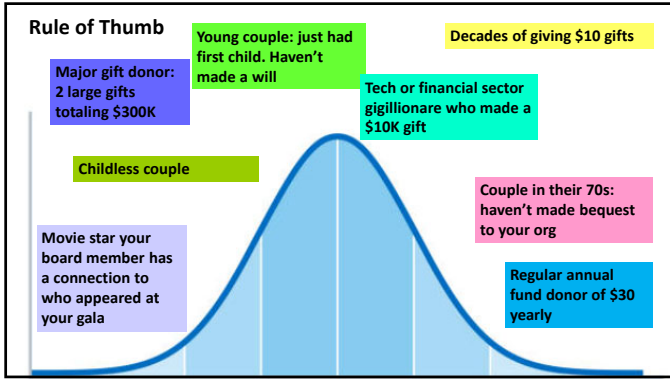 Rule of Thumb
Young couple: just had
first child. Haven't
made a will
Decades of giving $10 gifts
Major gift donor:
2 large gifts
totaling $300K
Tech or financial sector
gigillionare who made a
$10K gift
Childless couple
Couple in their 70s:
haven't made bequest
to your org
Movie star your
board member has
a connection to
who appeared at
your gala
Regular annual
fund donor of $30
yearly